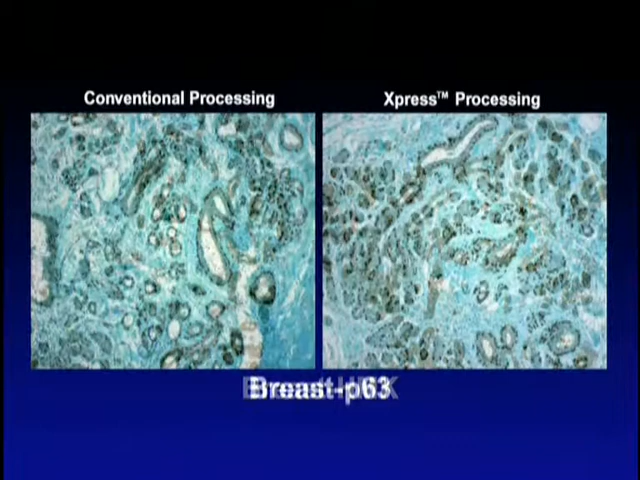 Conventional Processing
Xpress™ Processing
Breast-p63